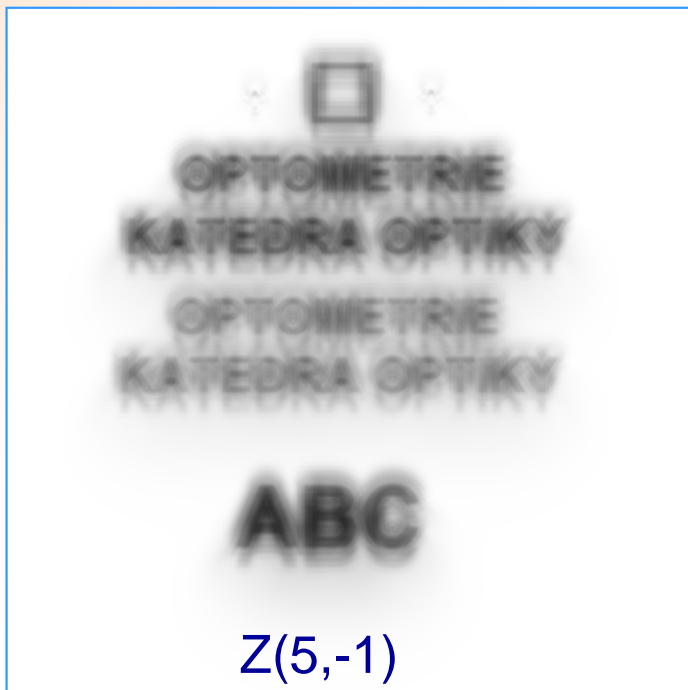 OPTOMETRIE
KATEDRA OPTIKY
OPTOMETRIE
KATEDRA OPTIKY
ABC
Z(5,-1)